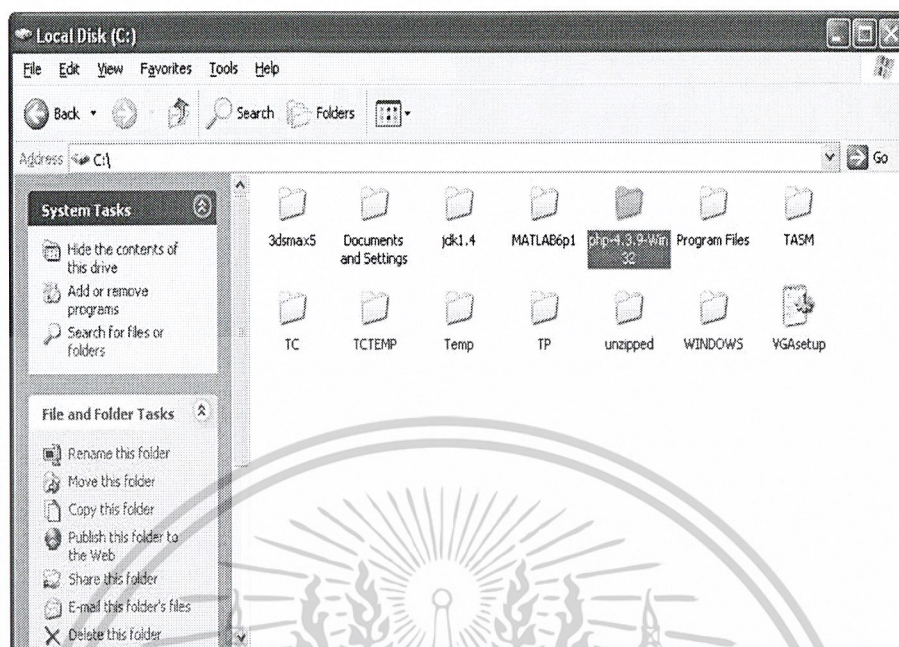 Local Disk (C:)
File Edit View Favorites Tools Help
Back Search Folders
Address C:\ Go
System Tasks
Hide the contents of
this drive
Add or remove
programs
Search for files or
folders
File and Folder Tasks
Rename this folder
Move this folder
Copy this folder
Publish this folder to
the Web
Share this folder
E-mail this folder's files
Delete this folder
3dsmax5
Documents
and Settings
jdk1.4
MATLAB6p1
php-4.3.9-Win
32
Program Files
TASM
TC
TCTEMP
Temp
TP
unzipped
WINDOWS
VGAsetup